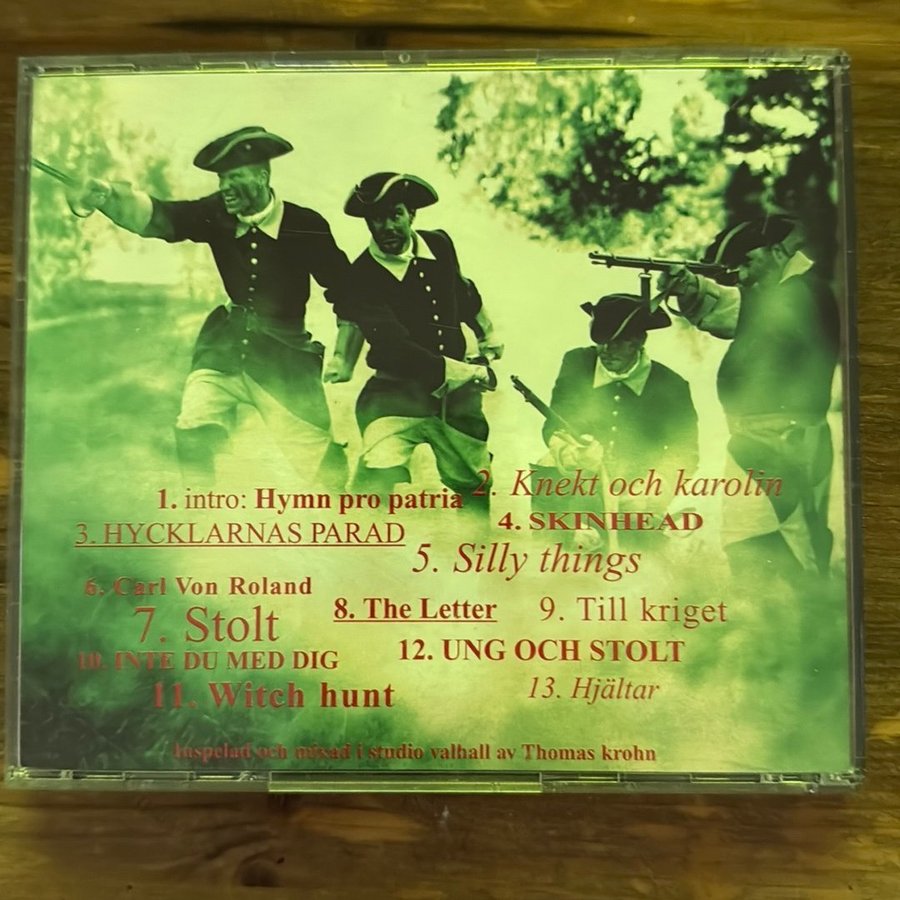 1. intro: Hymn pro patria
2. Knekt och karolin
3. HYCKLARNAS PARAD
4. SKINHEAD
5. Silly things
6. Carl Von Roland
7. Stolt
8. The Letter
9. Till kriget
10. INTE DU MED DIG
11. Witch hunt
12. UNG OCH STOLT
13. Hjältar
Inspelad och mixad i studio valhall av Thomas krohn